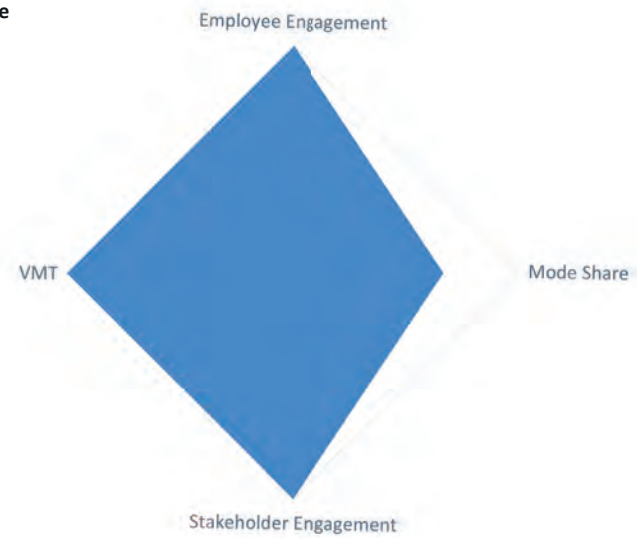 e
Employee Engagement
VMT
Mode Share
Stakeholder Engagement